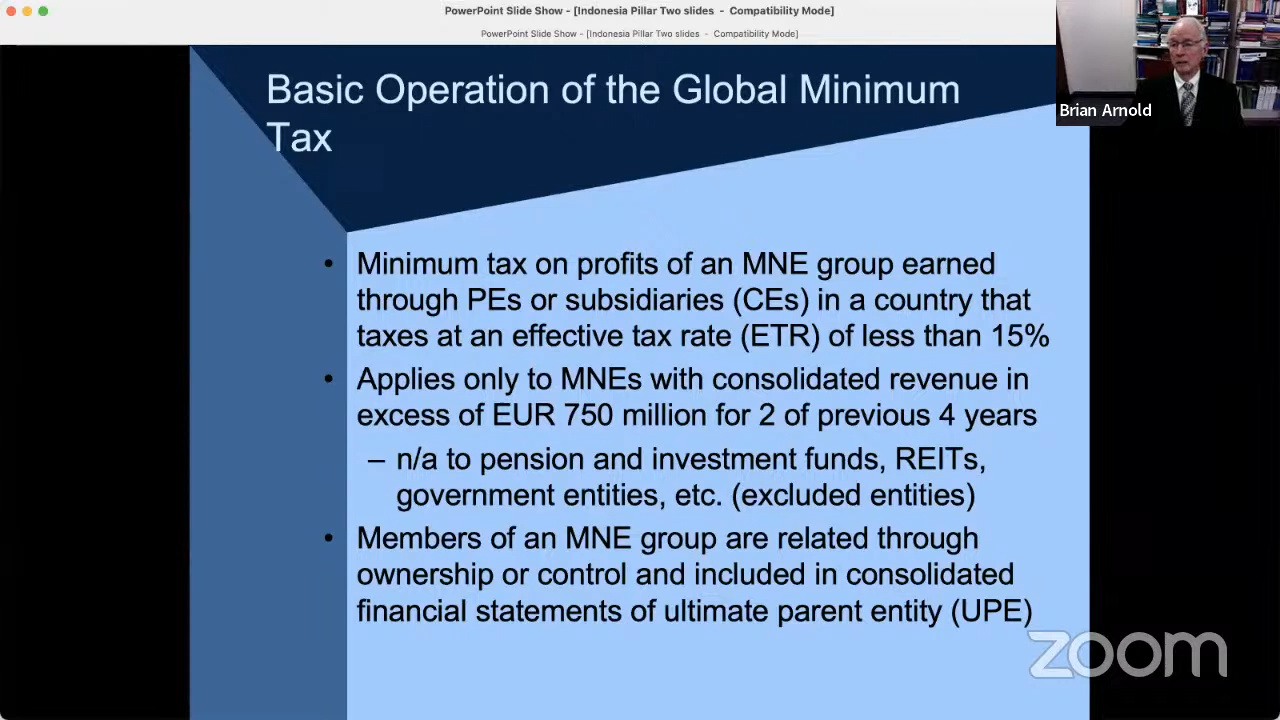 PowerPoint Slide Show - [Indonesia Pillar Two slides - Compatibility Mode]
PowerPoint Slide Show - [Indonesia Pillar Two slides - Compatibility Mode]
Brian Arnold
Basic Operation of the Global Minimum
Tax
• Minimum tax on profits of an MNE group earned
through PEs or subsidiaries (CEs) in a country that
taxes at an effective tax rate (ETR) of less than 15%
• Applies only to MNEs with consolidated revenue in
excess of EUR 750 million for 2 of previous 4 years
– n/a to pension and investment funds, REITs,
government entities, etc. (excluded entities)
• Members of an MNE group are related through
ownership or control and included in consolidated
financial statements of ultimate parent entity (UPE)
zoom